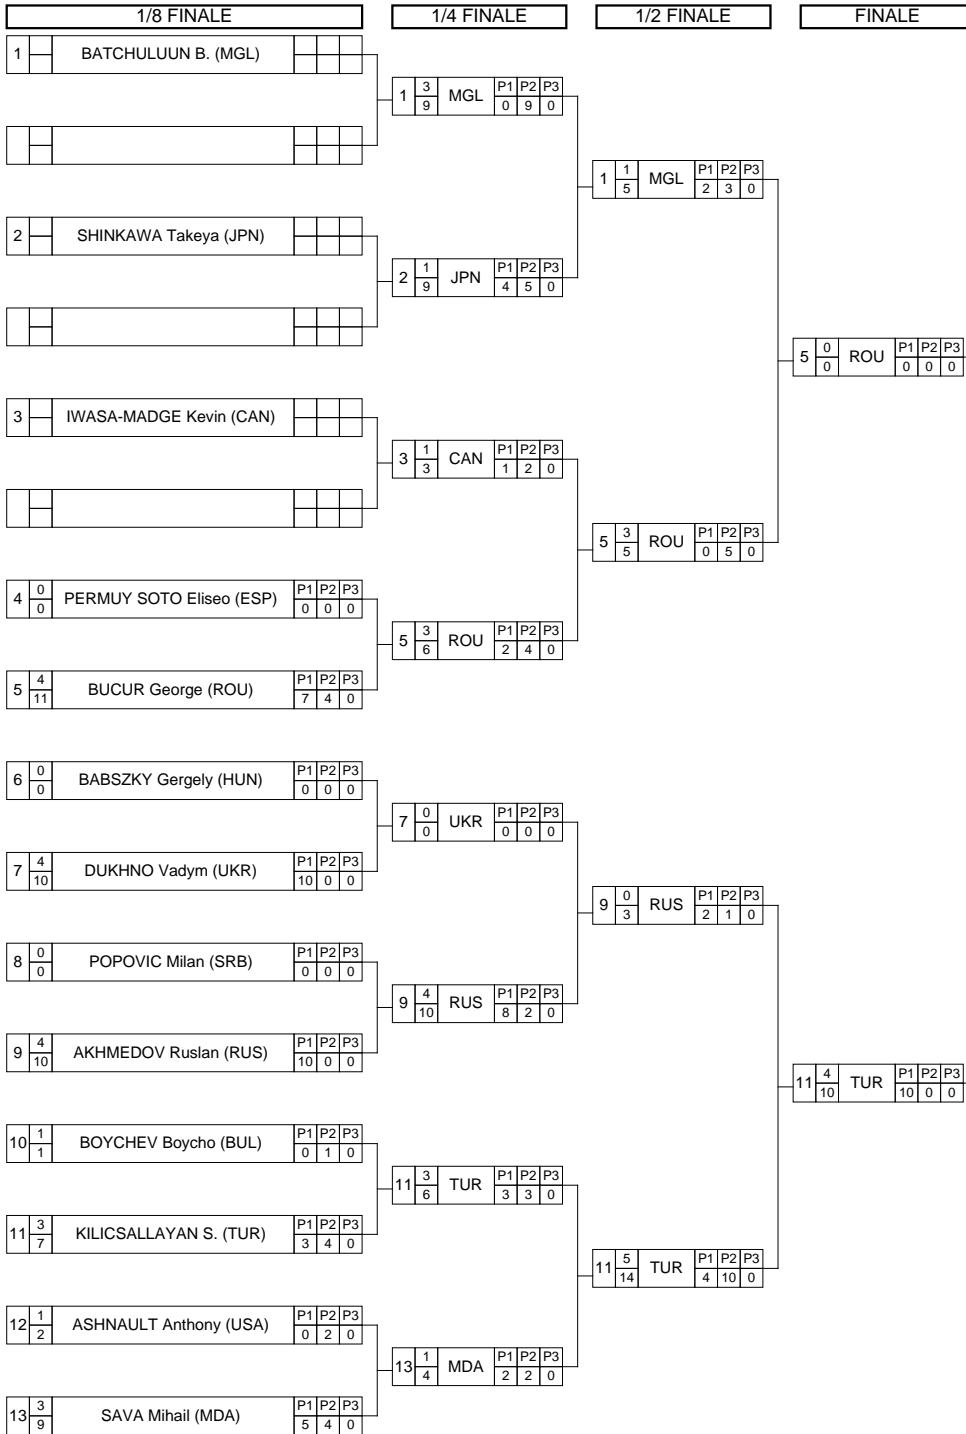 1/8 FINALE
1/4 FINALE
1/2 FINALE
FINALE
1 BATCHULUUN B. (MGL)
2 SHINKAWA Takeya (JPN)
3 IWASA-MADGE Kevin (CAN)
4 0 PERMUY SOTO Eliseo (ESP) P1 P2 P3
0 0 0 0
5 4 BUCUR George (ROU) P1 P2 P3
11 7 4 0
6 0 BABSZKY Gergely (HUN) P1 P2 P3
0 0 0 0
7 4 DUKHNO Vadym (UKR) P1 P2 P3
10 10 0 0
8 0 POPOVIC Milan (SRB) P1 P2 P3
0 0 0 0
9 4 AKHMEDOV Ruslan (RUS) P1 P2 P3
10 10 0 0
10 1 BOYCHEV Boycho (BUL) P1 P2 P3
1 0 1 0
11 3 KILICSALLAYAN S. (TUR) P1 P2 P3
7 3 4 0
12 1 ASHNAULT Anthony (USA) P1 P2 P3
2 0 2 0
13 3 SAVA Mihail (MDA) P1 P2 P3
9 5 4 0
1 3 MGL P1 P2 P3
9 0 9 0
2 1 JPN P1 P2 P3
9 4 5 0
3 1 CAN P1 P2 P3
3 1 2 0
5 3 ROU P1 P2 P3
6 2 4 0
7 0 UKR P1 P2 P3
0 0 0 0
9 4 RUS P1 P2 P3
10 8 2 0
11 3 TUR P1 P2 P3
6 3 3 0
13 1 MDA P1 P2 P3
4 2 2 0
1 1 MGL P1 P2 P3
5 2 3 0
5 3 ROU P1 P2 P3
5 0 5 0
9 0 RUS P1 P2 P3
3 2 1 0
11 5 TUR P1 P2 P3
14 4 10 0
5 0 ROU P1 P2 P3
0 0 0 0
11 4 TUR P1 P2 P3
10 10 0 0